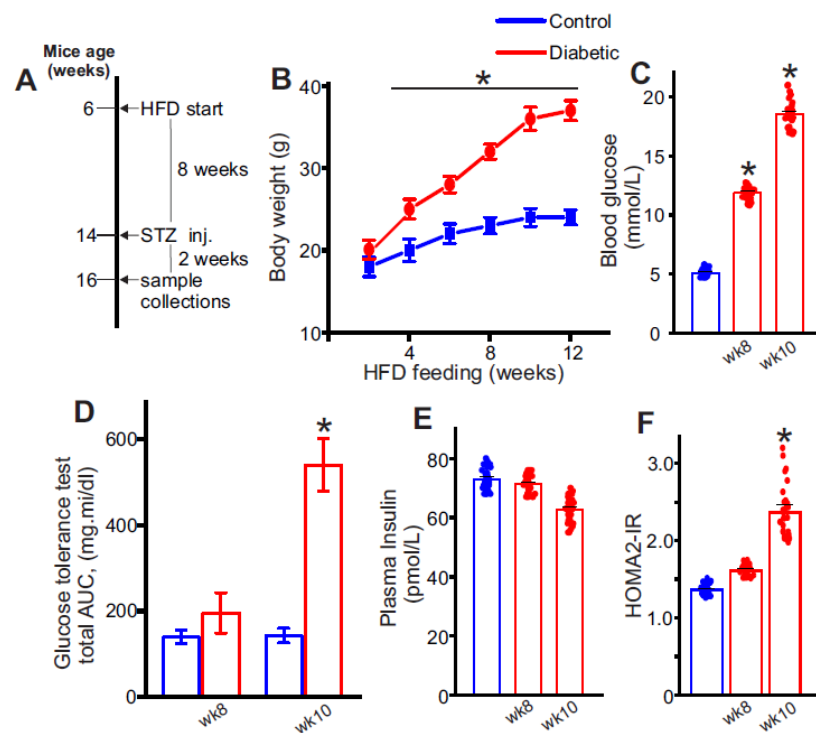 Control
Diabetic
A
Mice age
(weeks)
6
HFD start
8 weeks
14
STZ inj.
2 weeks
16
sample
collections
B
*
Body weight (g)
40
30
20
10
4
8
12
HFD feeding (weeks)
C
*
*
Blood glucose
(mmol/L)
20
15
10
5
0
wk8
wk10
D
*
Glucose tolerance test
total AUC, (mg.mi/dl)
600
400
200
0
wk8
wk10
E
Plasma Insulin
(pmol/L)
80
60
40
20
0
wk8
wk10
F
*
HOMA2-IR
3.0
2.0
1.0
0
wk8
wk10